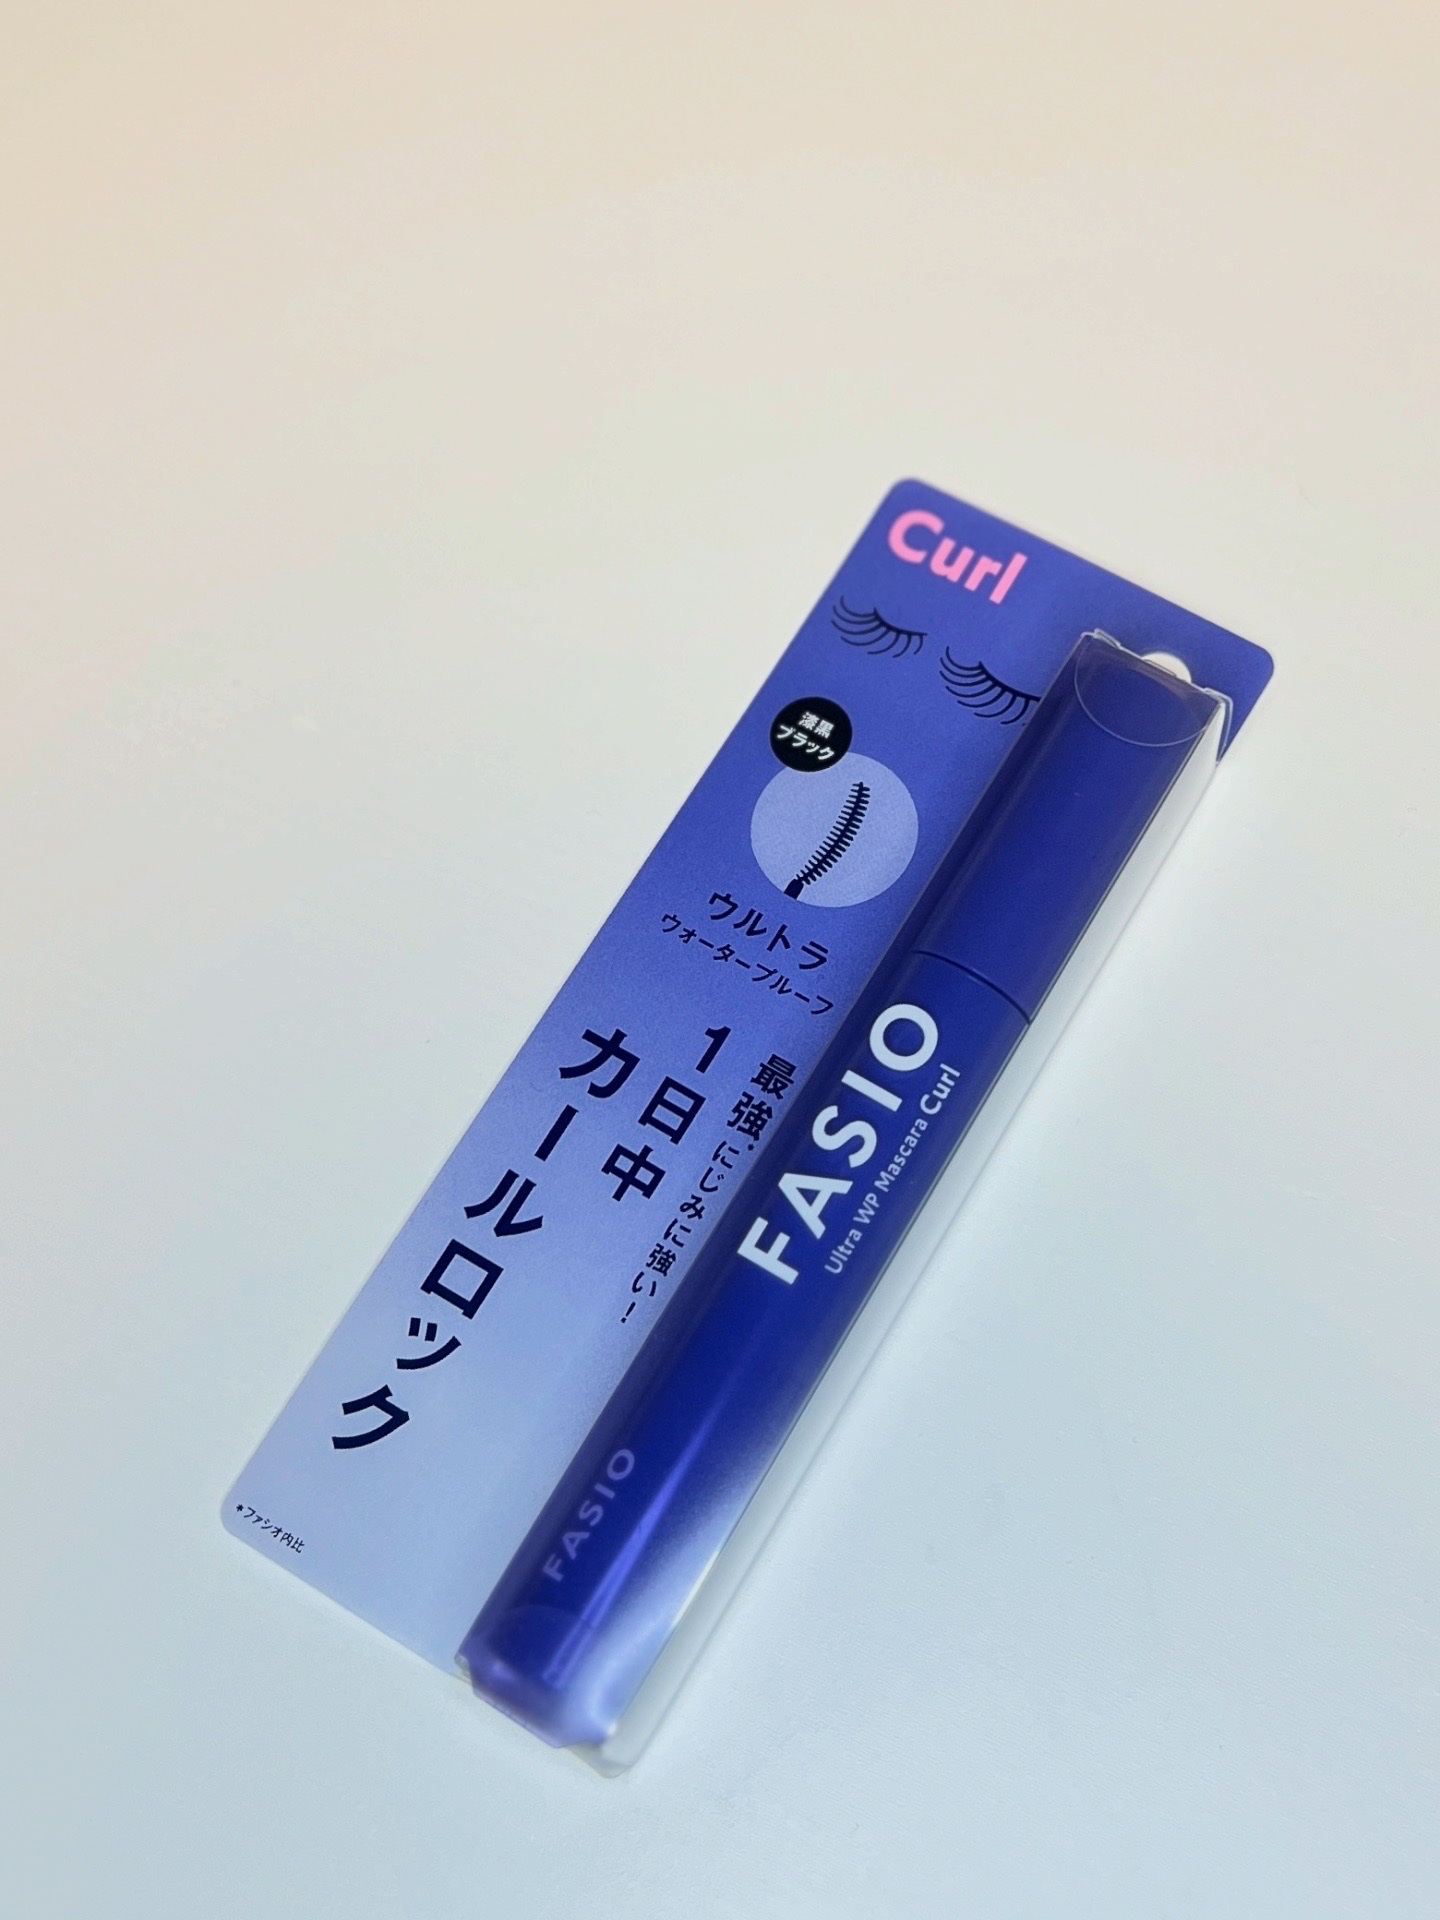 Curl
漆黒
ブラック
ウルトラ
ウォータープルーフ
最強*にじみに強い!
1日中
カールロック
*ファシオ内比
FASIO
Ultra WP Mascara Curl
FASIO